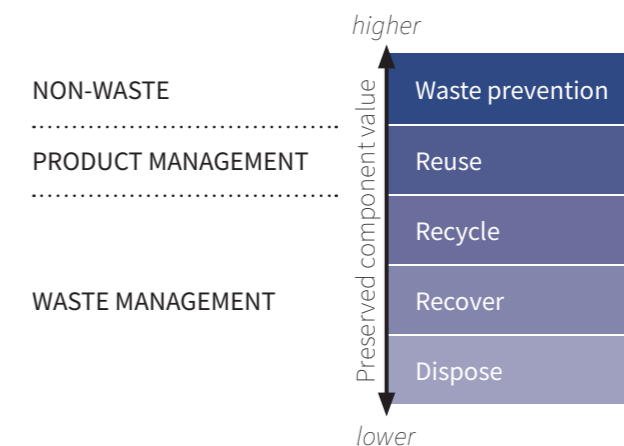 higher
NON-WASTE
Waste prevention
PRODUCT MANAGEMENT
Reuse
Preserved component value
Recycle
WASTE MANAGEMENT
Recover
Dispose
lower